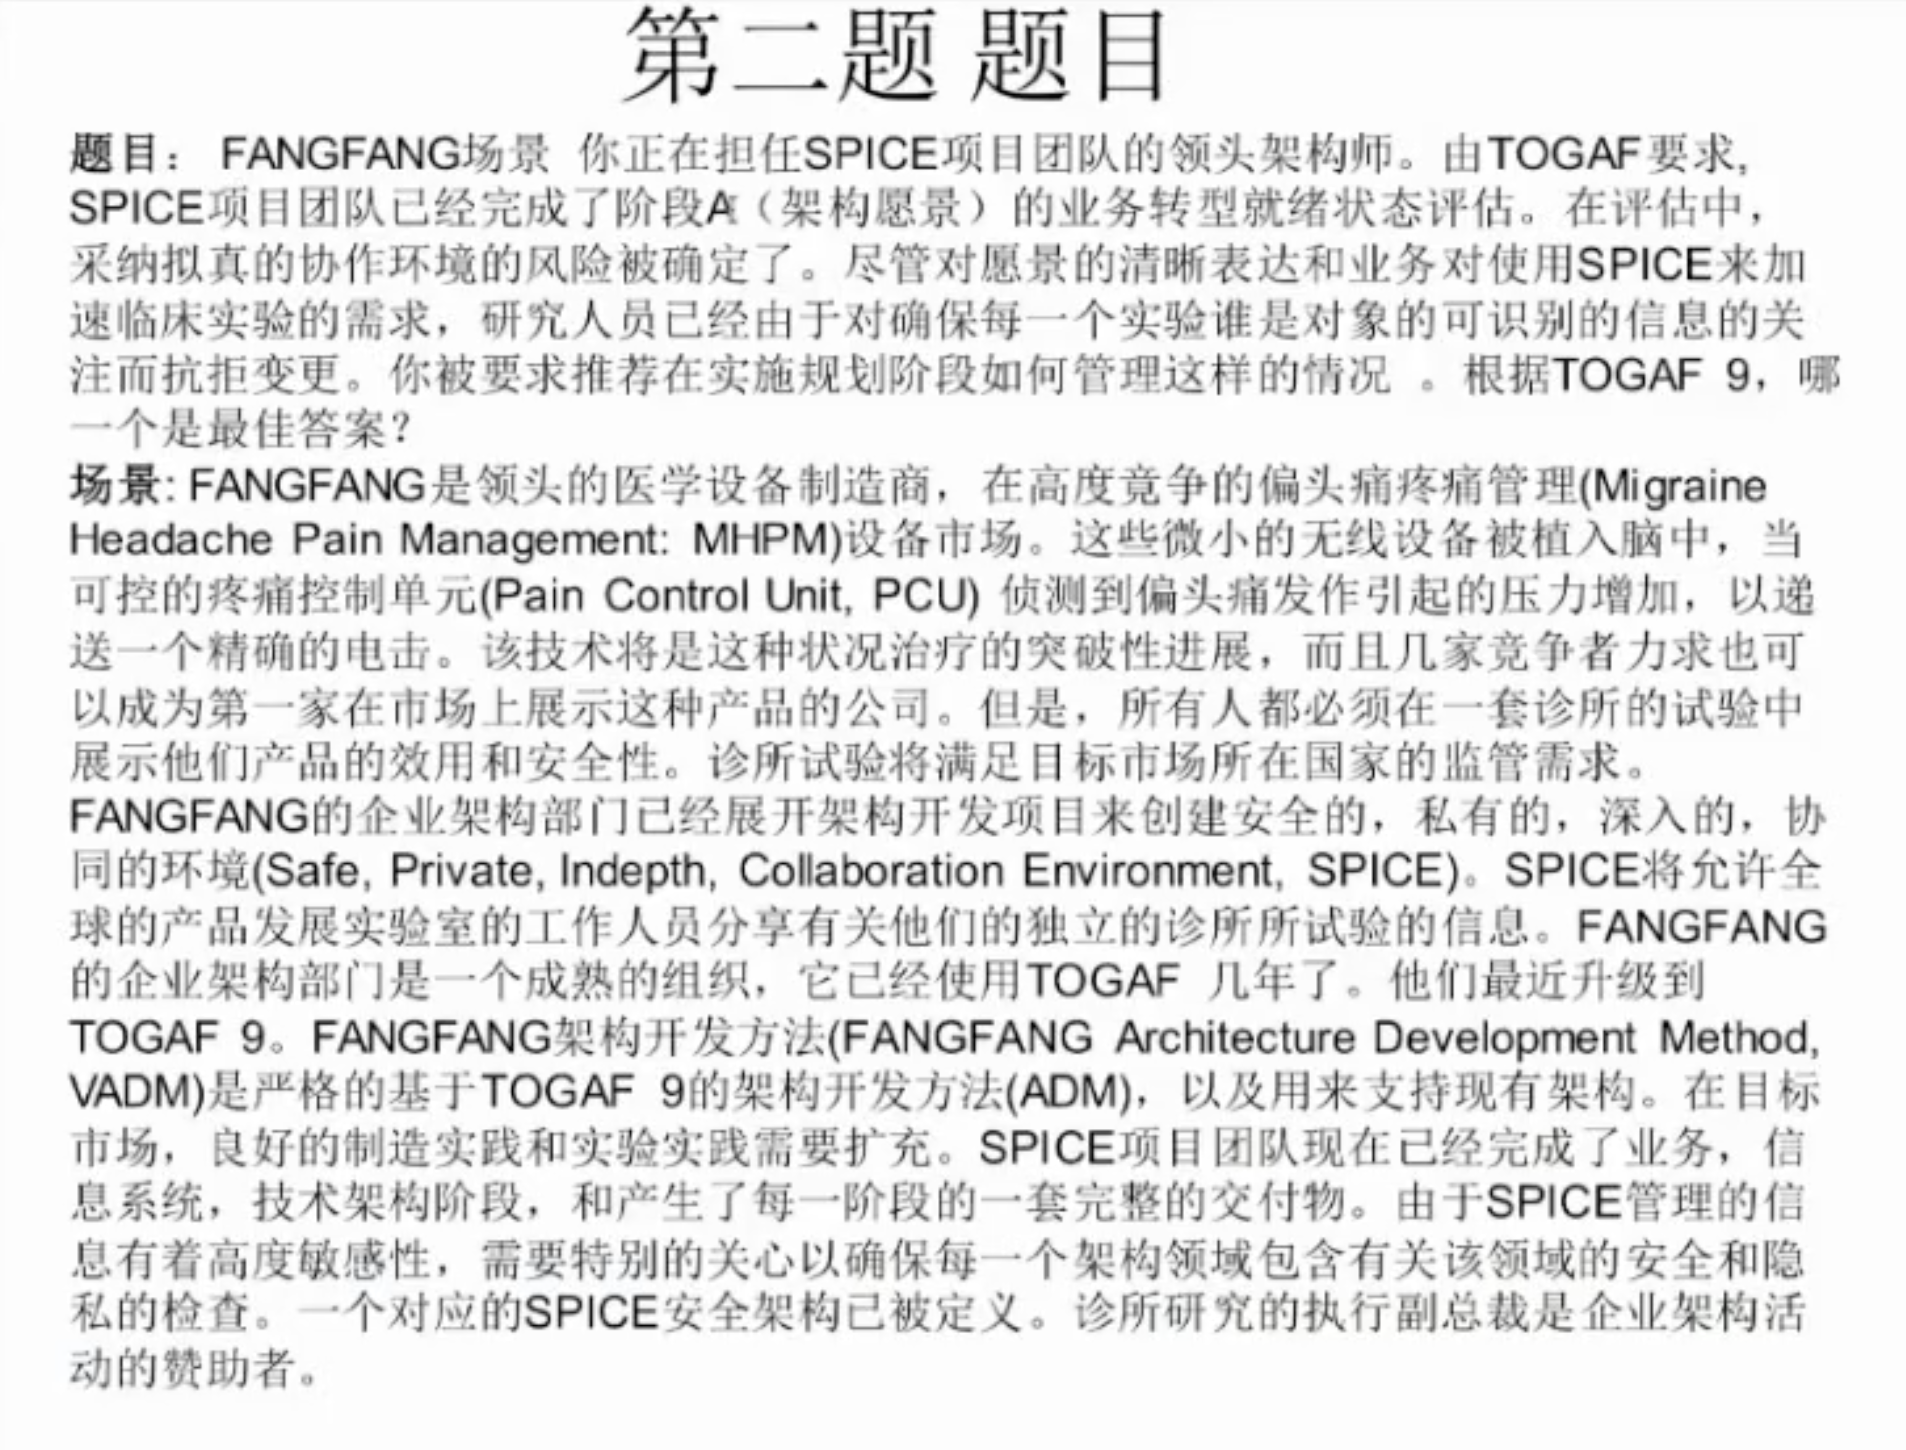 第二题 题目
题目： FANGFANG场景 你正在担任SPICE项目团队的领头架构师。由TOGAF要求，
SPICE项目团队已经完成了阶段A（架构愿景）的业务转型就绪状态评估。在评估中，
采纳拟真的协作环境的风险被确定了。尽管对愿景的清晰表达和业务对使用SPICE来加
速临床实验的需求，研究人员已经由于对确保每一个实验谁是对象的可识别的信息的关
注而抗拒变更。你被要求推荐在实施规划阶段如何管理这样的情况 。根据TOGAF 9，哪
一个是最佳答案?
场景: FANGFANG是领头的医学设备制造商，在高度竞争的偏头痛疼痛管理(Migraine
Headache Pain Management: MHPM)设备市场。这些微小的无线设备被植入脑中，当
可控的疼痛控制单元(Pain Control Unit, PCU) 侦测到偏头痛发作引起的压力增加，以递
送一个精确的电击。该技术将是这种状况治疗的突破性进展，而且几家竞争者力求也可
以成为第一家在市场上展示这种产品的公司。但是，所有人都必须在一套诊所的试验中
展示他们产品的效用和安全性。诊所试验将满足目标市场所在国家的监管需求。
FANGFANG的企业架构部门已经展开架构开发项目来创建安全的，私有的，深入的，协
同的环境(Safe, Private, Indepth, Collaboration Environment, SPICE)。SPICE将允许全
球的产品发展实验室的工作人员分享有关他们的独立的诊所所试验的信息。FANGFANG
的企业架构部门是一个成熟的组织，它已经使用TOGAF 几年了。他们最近升级到
TOGAF 9。FANGFANG架构开发方法(FANGFANG Architecture Development Method,
VADM)是严格的基于TOGAF 9的架构开发方法(ADM)，以及用来支持现有架构。在目标
市场，良好的制造实践和实验实践需要扩充。SPICE项目团队现在已经完成了业务，信
息系统，技术架构阶段，和产生了每一阶段的一套完整的交付物。由于SPICE管理的信
息有着高度敏感性，需要特别的关心以确保每一个架构领域包含有关该领域的安全和隐
私的检查。一个对应的SPICE安全架构已被定义。诊所研究的执行副总裁是企业架构活
动的赞助者。